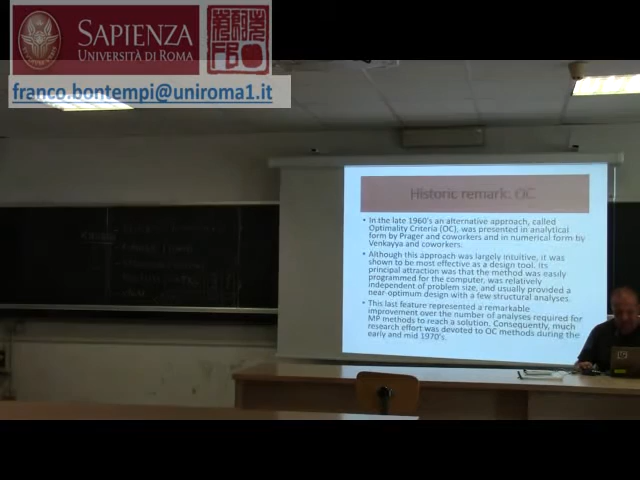 SAPIENZA
UNIVERSITÀ DI ROMA
franco.bontempi@uniroma1.it
Historic remark: OC
• In the late 1960's an alternative approach, called
Optimality Criteria (OC), was presented in analytical
form by Prager and coworkers and in numerical form by
Venkayya and coworkers.
• Although this approach was largely intuitive, it was
shown to be most effective as a design tool. Its
principal attraction was that the method was easily
programmed for the computer, was relatively
independent of problem size, and usually provided a
near-optimum design with a few structural analyses.
• This last feature represented a remarkable
improvement over the number of analyses required for
MP methods to reach a solution. Consequently, much
research effort was devoted to OC methods during the
early and mid 1970's.